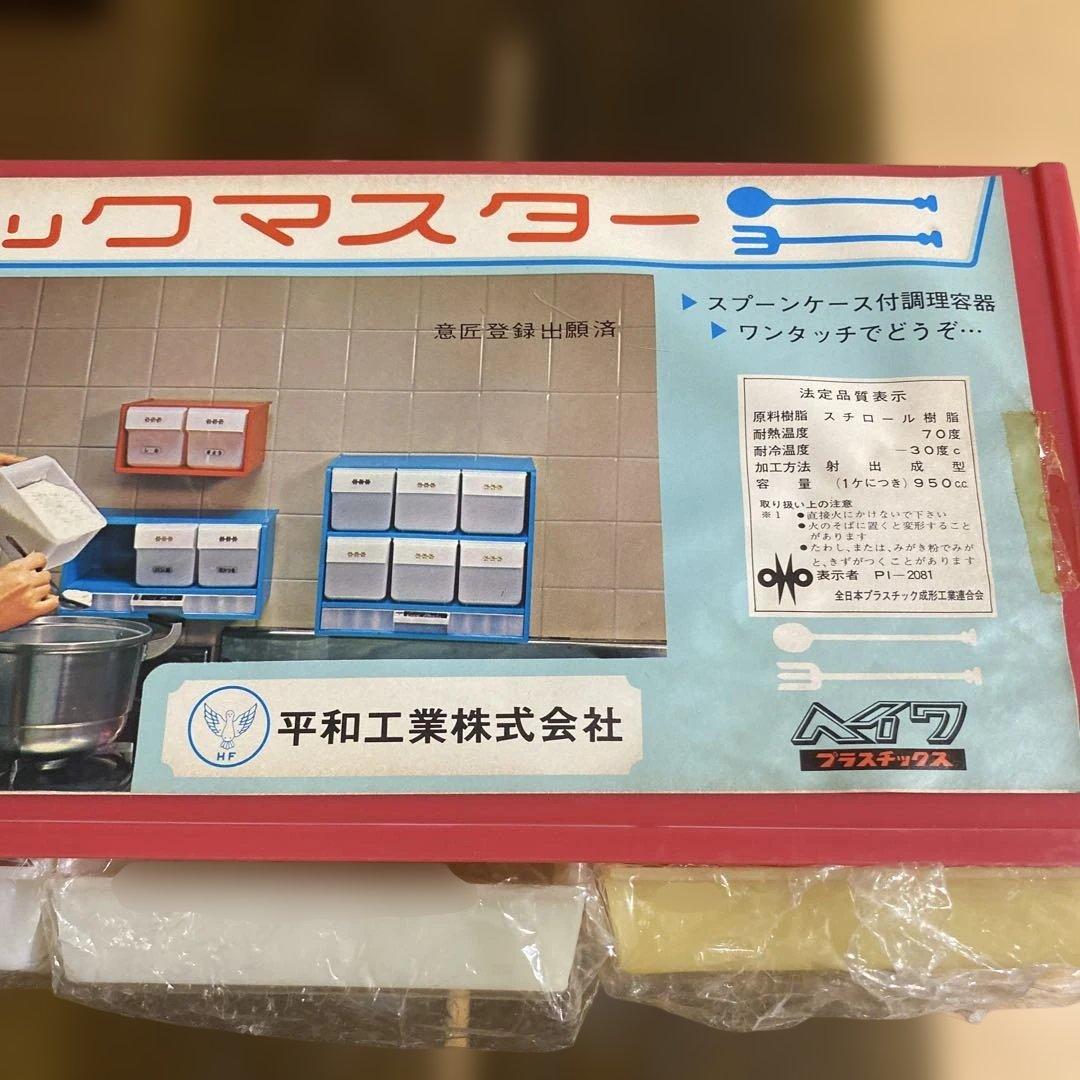 ックマスター
▶スプーンケース付調理容器
▶ワンタッチでどうぞ…
意匠登録出願済
法定品質表示
原料樹脂 スチロール樹脂
耐熱温度 70度
耐冷温度 -30度c
加工方法 射出成型
容量 (1ケにつき)950c.c.
取り扱い上の注意
※1 ●直接火にかけないで下さい
●火のそばに置くと変形すること
があります
●たわし、または、みがき粉でみが
と、きずがつくことがあります
表示者 PI-2081
全日本プラスチック成形工業連合会
HF
平和工業株式会社
ヘイワ
プラスチックス